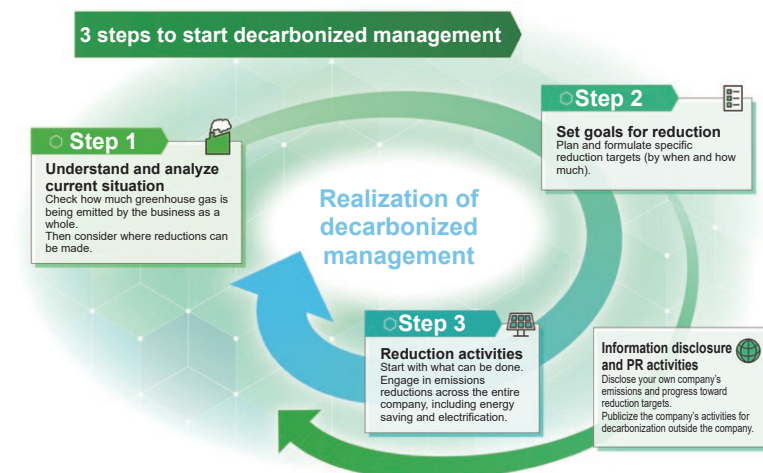 3 steps to start decarbonized management
Step 1
Understand and analyze
current situation
Check how much greenhouse gas is
being emitted by the business as a
whole.
Then consider where reductions can
be made.
Step 2
Set goals for reduction
Plan and formulate specific
reduction targets (by when and how
much).
Realization of
decarbonized
management
Step 3
Reduction activities
Start with what can be done.
Engage in emissions
reductions across the entire
company, including energy
saving and electrification.
Information disclosure
and PR activities
Disclose your own company's
emissions and progress toward
reduction targets.
Publicize the company's activities for
decarbonization outside the company.